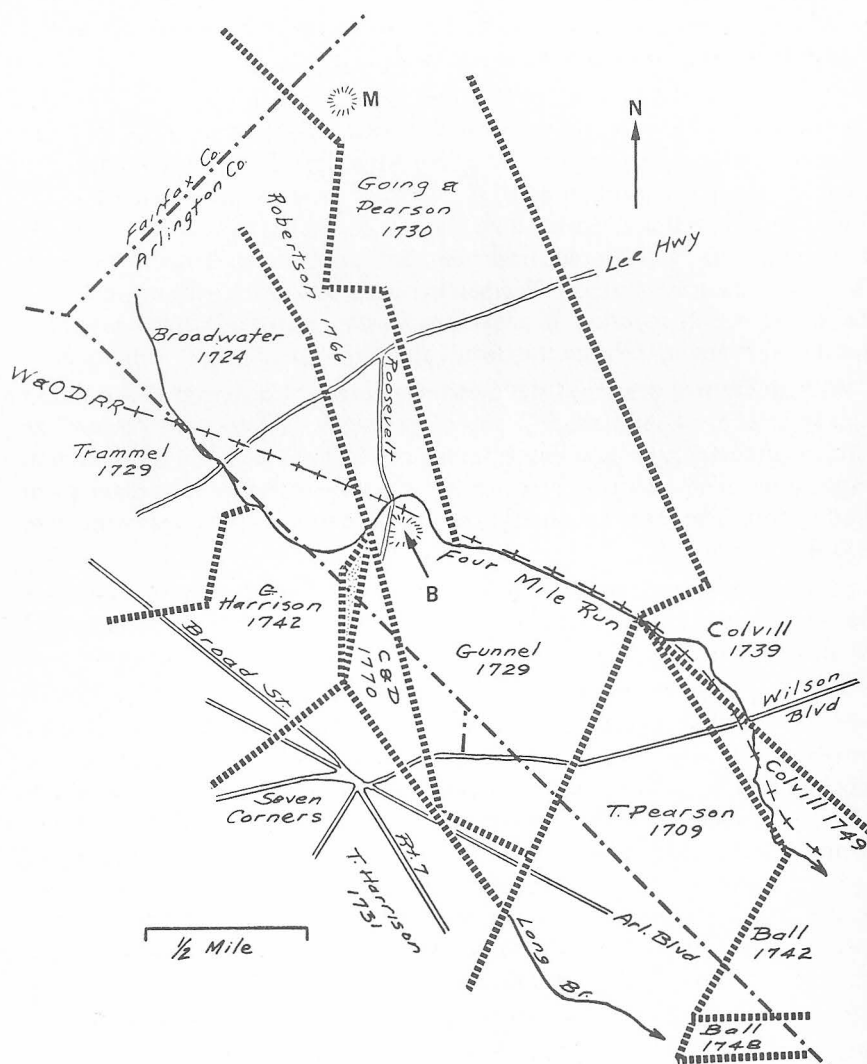 M
N
Fairfax Co.
Arlington Co.
Going &
Pearson
1730
Robertson 1766
Lee Hwy
Broadwater
1724
Roosevelt
W&ODRR
Trammel
1729
G.
Harrison
1742
Four Mile Run
B
Colvill
1739
Gunnel
1729
C&D
1770
Broad St.
Wilson
Blvd
Seven
Corners
T. Pearson
1709
Colvill 1749
Rt. 7
T. Harrison
1731
Arl. Blvd
Long Br.
Ball
1742
1/2 Mile
Ball
1748